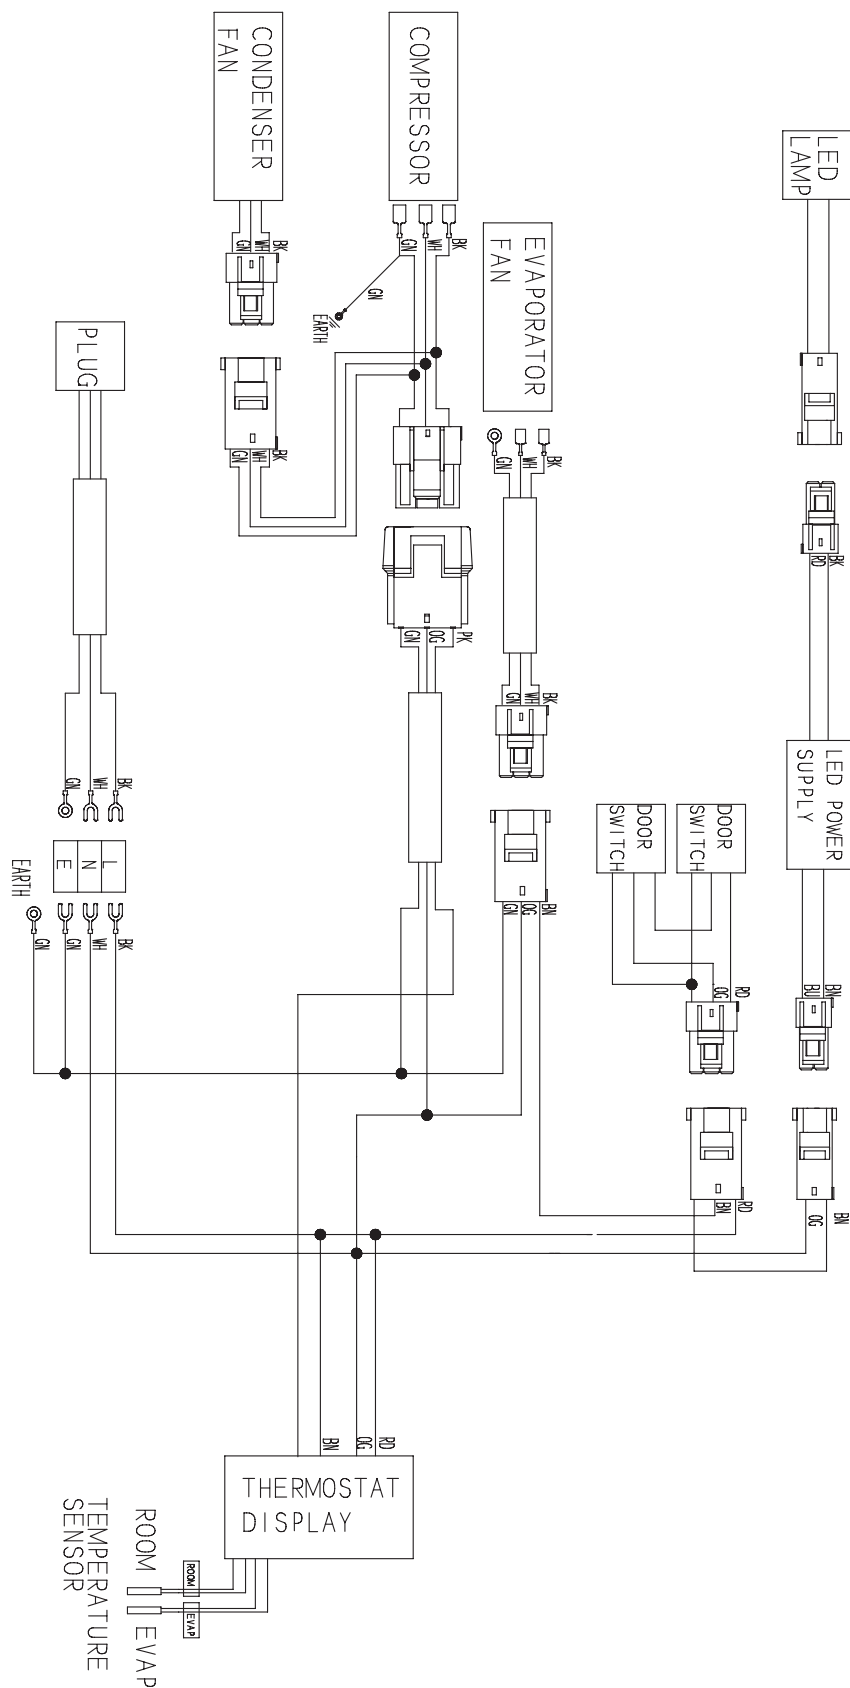 CONDENSER
FAN
COMPRESSOR
LED
LAMP
GN
WH
BK
GN
WH
BK
GN
EARTH
EVAPORATOR
FAN
PLUG
GN
WH
BK
GN
WH
BK
RD
BK
GN
OG
PK
GN
WH
BK
LED POWER
SUPPLY
DOOR
SWITCH
DOOR
SWITCH
GN
WH
BK
E
N
L
EARTH
GN
GN
WH
BK
GN
OG
BN
OG
RD
BU
BN
BN
RD
OG
BN
BN
OG
RD
THERMOSTAT
DISPLAY
ROOM
EVAP
ROOM
EVAP
TEMPERATURE
SENSOR